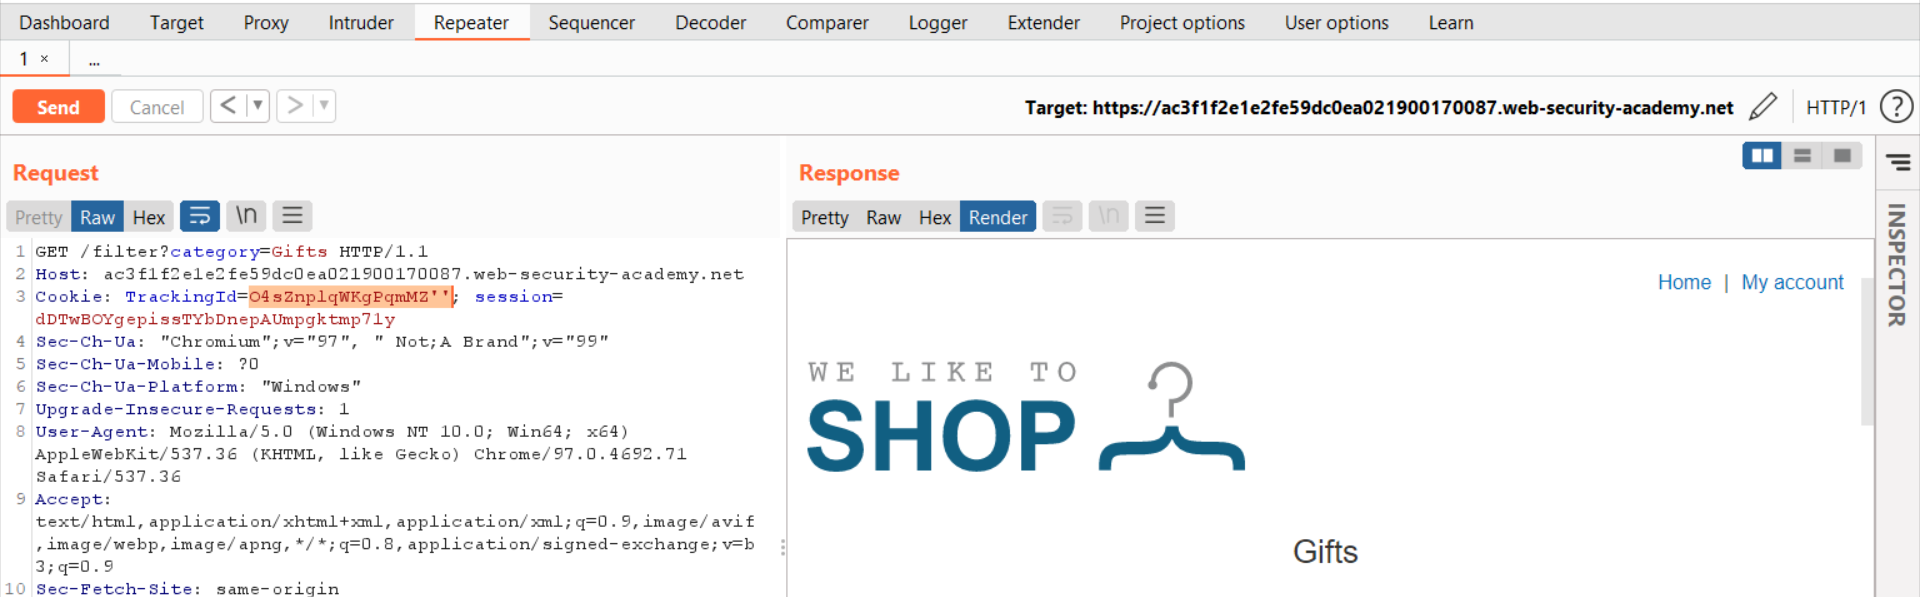 Dashboard Target Proxy Intruder Repeater Sequencer Decoder Comparer Logger Extender Project options User options Learn
1 × ...
Send Cancel < ▼ > ▼ Target: https://ac3f1f2e1e2fe59dc0ea021900170087.web-security-academy.net HTTP/1 ?
Request
Pretty Raw Hex \n
1 GET /filter?category=Gifts HTTP/1.1
2 Host: ac3f1f2e1e2fe59dc0ea021900170087.web-security-academy.net
3 Cookie: TrackingId=O4sZnplqWKgPqmMZ''; session=
dDTwBOYgepissTYbDnepAUmpgktmp7ly
4 Sec-Ch-Ua: "Chromium";v="97", " Not;A Brand";v="99"
5 Sec-Ch-Ua-Mobile: ?0
6 Sec-Ch-Ua-Platform: "Windows"
7 Upgrade-Insecure-Requests: 1
8 User-Agent: Mozilla/5.0 (Windows NT 10.0; Win64; x64)
AppleWebKit/537.36 (KHTML, like Gecko) Chrome/97.0.4692.71
Safari/537.36
9 Accept:
text/html,application/xhtml+xml,application/xml;q=0.9,image/avif
,image/webp,image/apng,*/*;q=0.8,application/signed-exchange;v=b
3;q=0.9
10 Sec-Fetch-Site: same-origin
Response
Pretty Raw Hex Render \n
Home | My account
WE LIKE TO
SHOP
Gifts
INSPECTOR